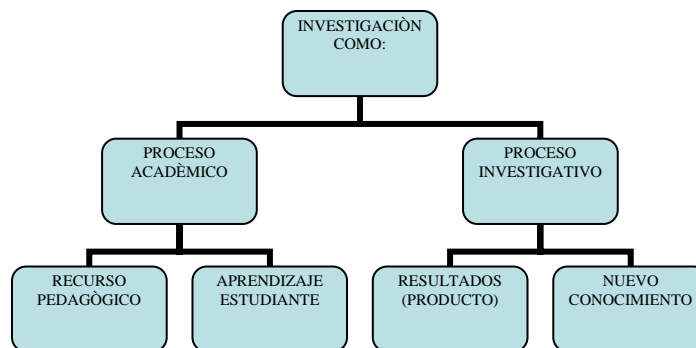 INVESTIGACIÒN
COMO:
PROCESO
ACADÈMICO
PROCESO
INVESTIGATIVO
RECURSO
PEDAGÒGICO
APRENDIZAJE
ESTUDIANTE
RESULTADOS
(PRODUCTO)
NUEVO
CONOCIMIENTO